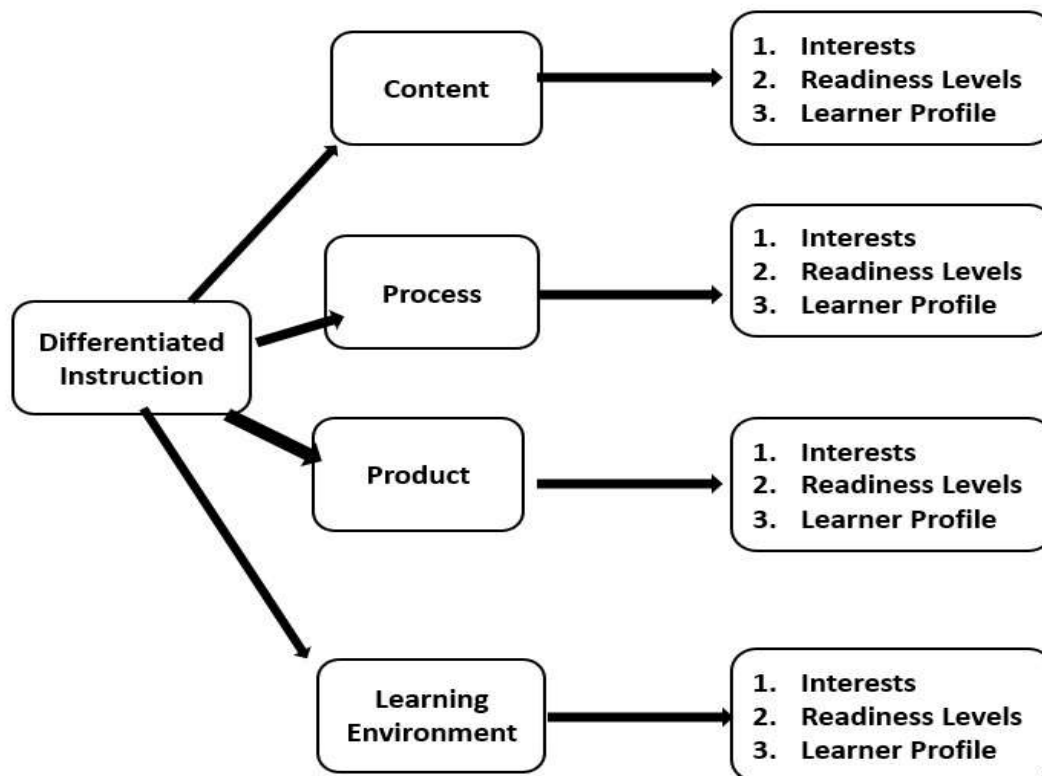 Content
1. Interests
2. Readiness Levels
3. Learner Profile
Process
1. Interests
2. Readiness Levels
3. Learner Profile
Differentiated
Instruction
Product
1. Interests
2. Readiness Levels
3. Learner Profile
Learning
Environment
1. Interests
2. Readiness Levels
3. Learner Profile